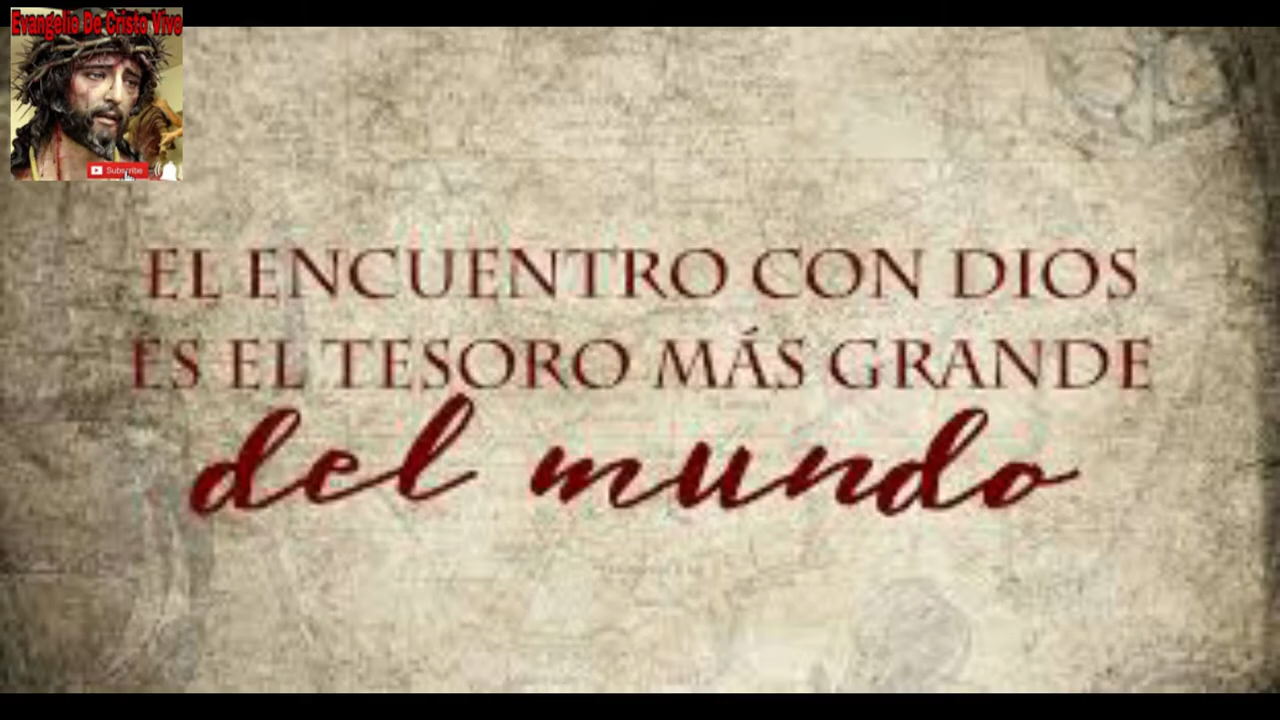 Evangelio De Cristo Vivo
Subscribe
EL ENCUENTRO CON DIOS
ES EL TESORO MÁS GRANDE
del mundo